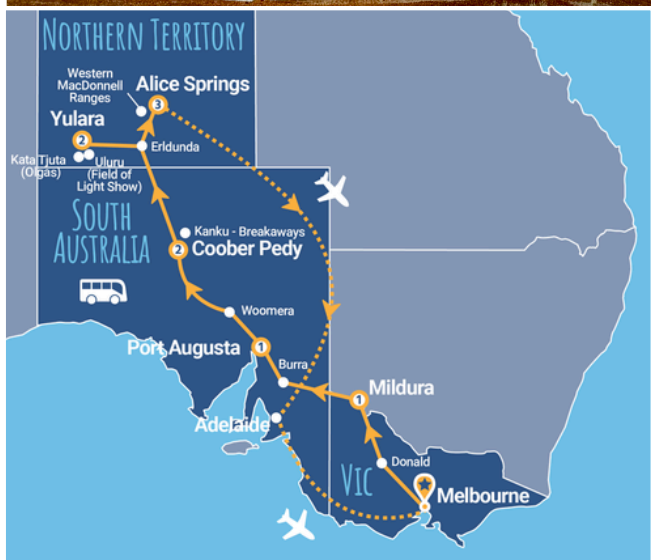 NORTHERN TERRITORY
Western
MacDonnell
Ranges
Alice Springs
3
Yulara
2
Erldunda
Kata Tjuta
(Olgas)
Uluru
(Field of
Light Show)
SOUTH
AUSTRALIA
Kanku - Breakaways
2
Coober Pedy
Woomera
Port Augusta
1
Burra
Mildura
1
Adelaide
Donald
VIC
Melbourne